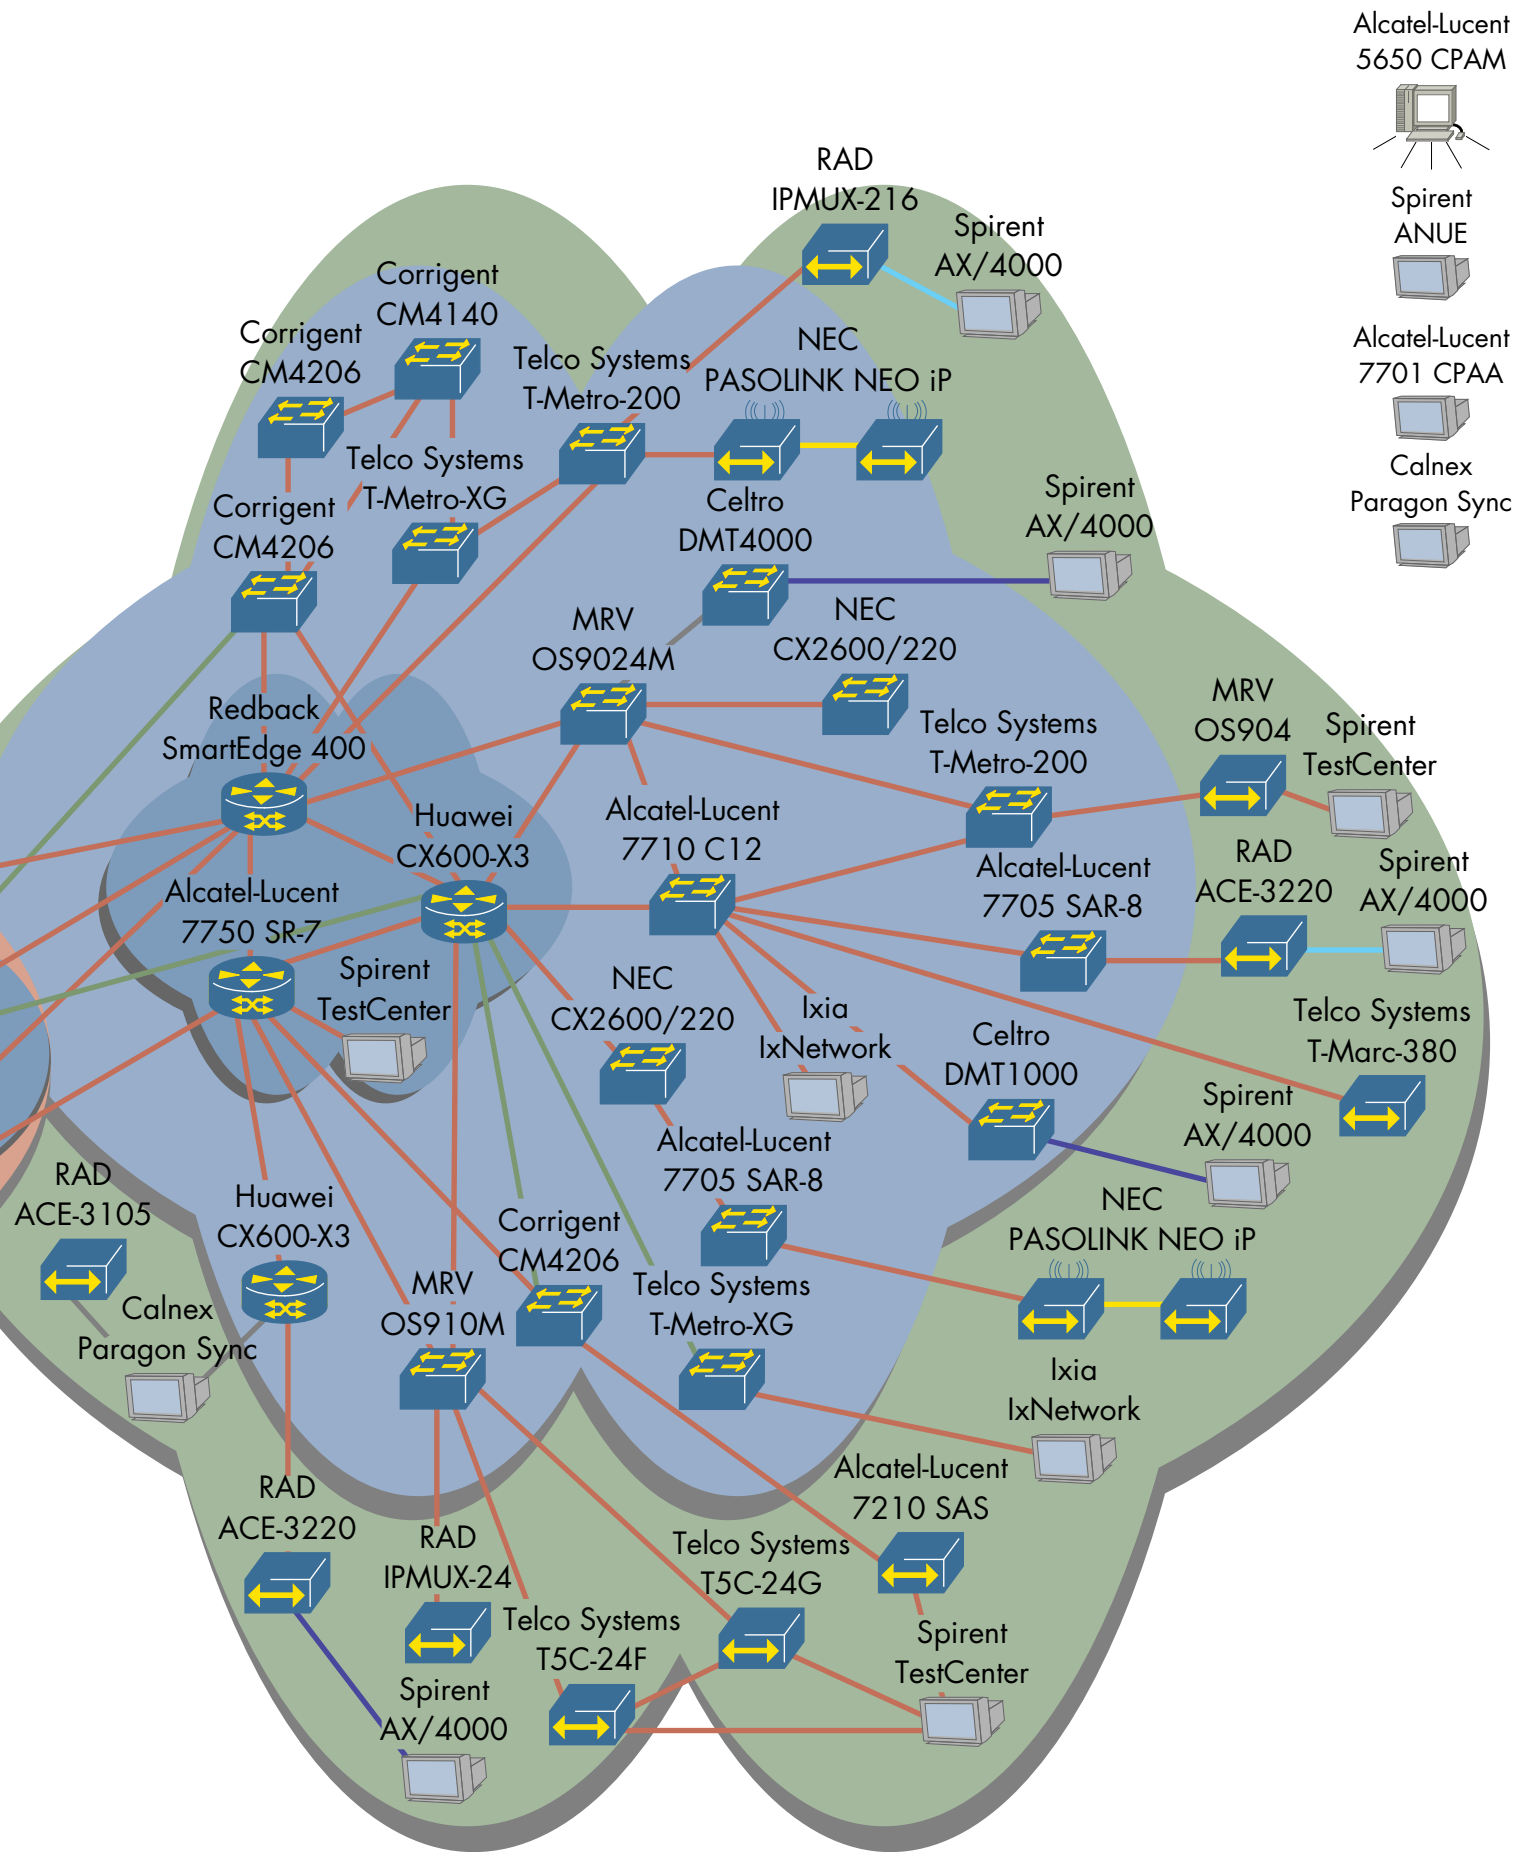 Alcatel-Lucent
5650 CPAM
Spirent
ANUE
Alcatel-Lucent
7701 CPAA
Calnex
Paragon Sync
RAD
IPMUX-216
Spirent
AX/4000
Corrigent
CM4140
Corrigent
CM4206
Telco Systems
T-Metro-200
NEC
PASOLINK NEO iP
Telco Systems
T-Metro-XG
Corrigent
CM4206
Celtro
DMT4000
Spirent
AX/4000
MRV
OS9024M
NEC
CX2600/220
Redback
SmartEdge 400
Telco Systems
T-Metro-200
MRV
OS904
Spirent
TestCenter
Huawei
CX600-X3
Alcatel-Lucent
7710 C12
Alcatel-Lucent
7705 SAR-8
RAD
ACE-3220
Spirent
AX/4000
Alcatel-Lucent
7750 SR-7
Spirent
TestCenter
NEC
CX2600/220
Ixia
IxNetwork
Celtro
DMT1000
Telco Systems
T-Marc-380
Spirent
AX/4000
Alcatel-Lucent
7705 SAR-8
RAD
ACE-3105
Huawei
CX600-X3
Corrigent
CM4206
NEC
PASOLINK NEO iP
Calnex
Paragon Sync
MRV
OS910M
Telco Systems
T-Metro-XG
Ixia
IxNetwork
RAD
ACE-3220
RAD
IPMUX-24
Telco Systems
T5C-24G
Alcatel-Lucent
7210 SAS
Telco Systems
T5C-24F
Spirent
TestCenter
Spirent
AX/4000